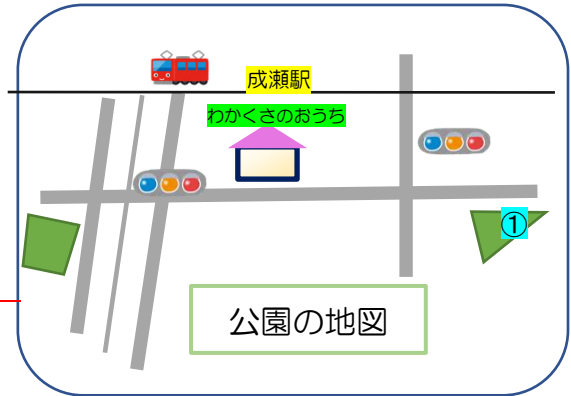 成瀬駅
わかくさのおうち
①
公園の地図